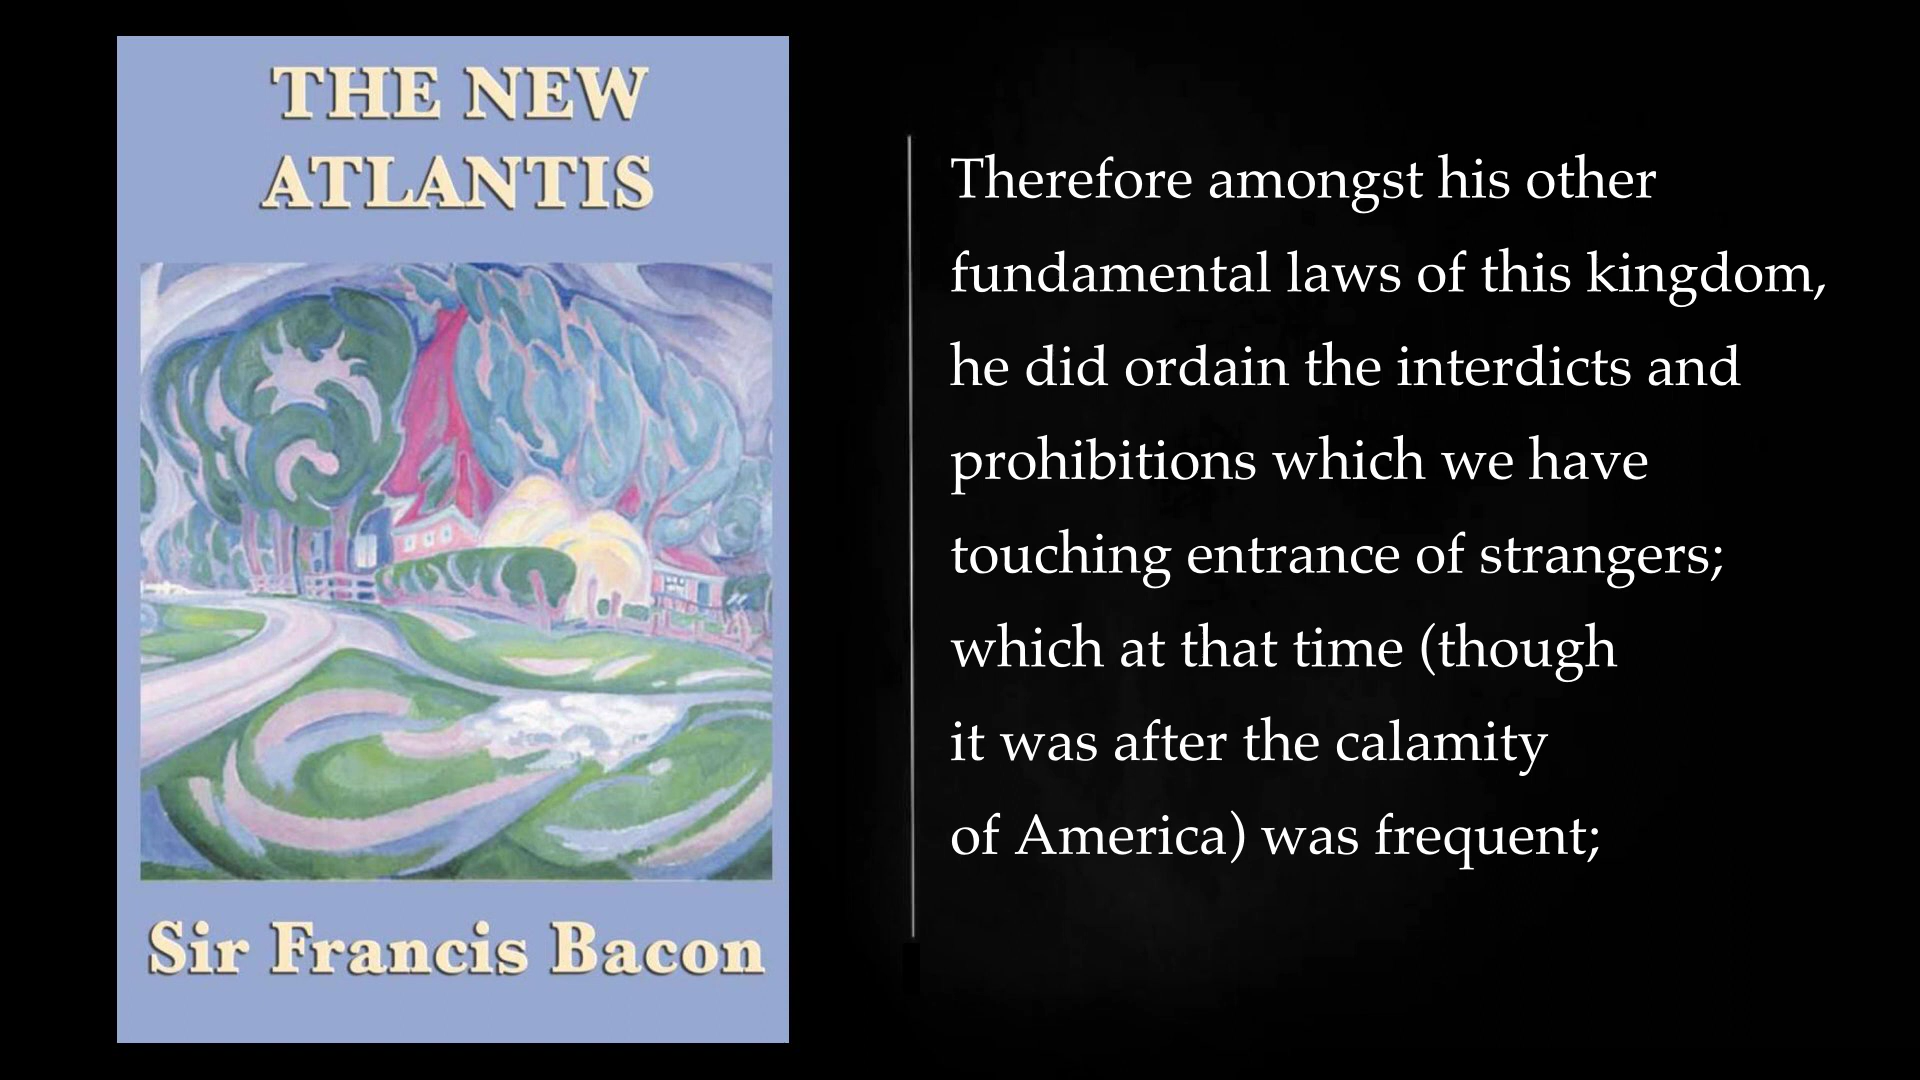 THE NEW
ATLANTIS
Sir Francis Bacon
Therefore amongst his other
fundamental laws of this kingdom,
he did ordain the interdicts and
prohibitions which we have
touching entrance of strangers;
which at that time (though
it was after the calamity
of America) was frequent;